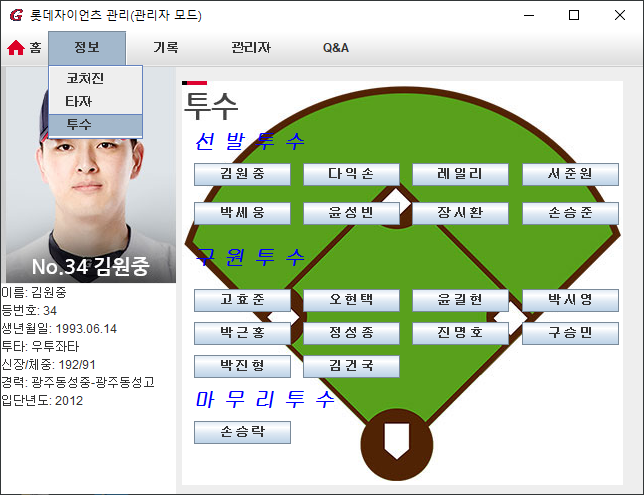 롯데자이언츠 관리(관리자 모드)
홈 정보 기록 관리자 Q&A
코치진
타자
투수
No.34 김원중
이름: 김원중
등번호: 34
생년월일: 1993.06.14
투타: 우투좌타
신장/체중: 192/91
경력: 광주동성중-광주동성고
입단년도: 2012
투수
선 발 투 수
김원중 다익손 레일리 서준원
박세웅 윤성빈 장시환 손승준
구 원 투 수
고효준 오현택 윤길현 박시영
박근홍 정성종 진명호 구승민
박진형 김건국
마 무 리 투 수
손승락